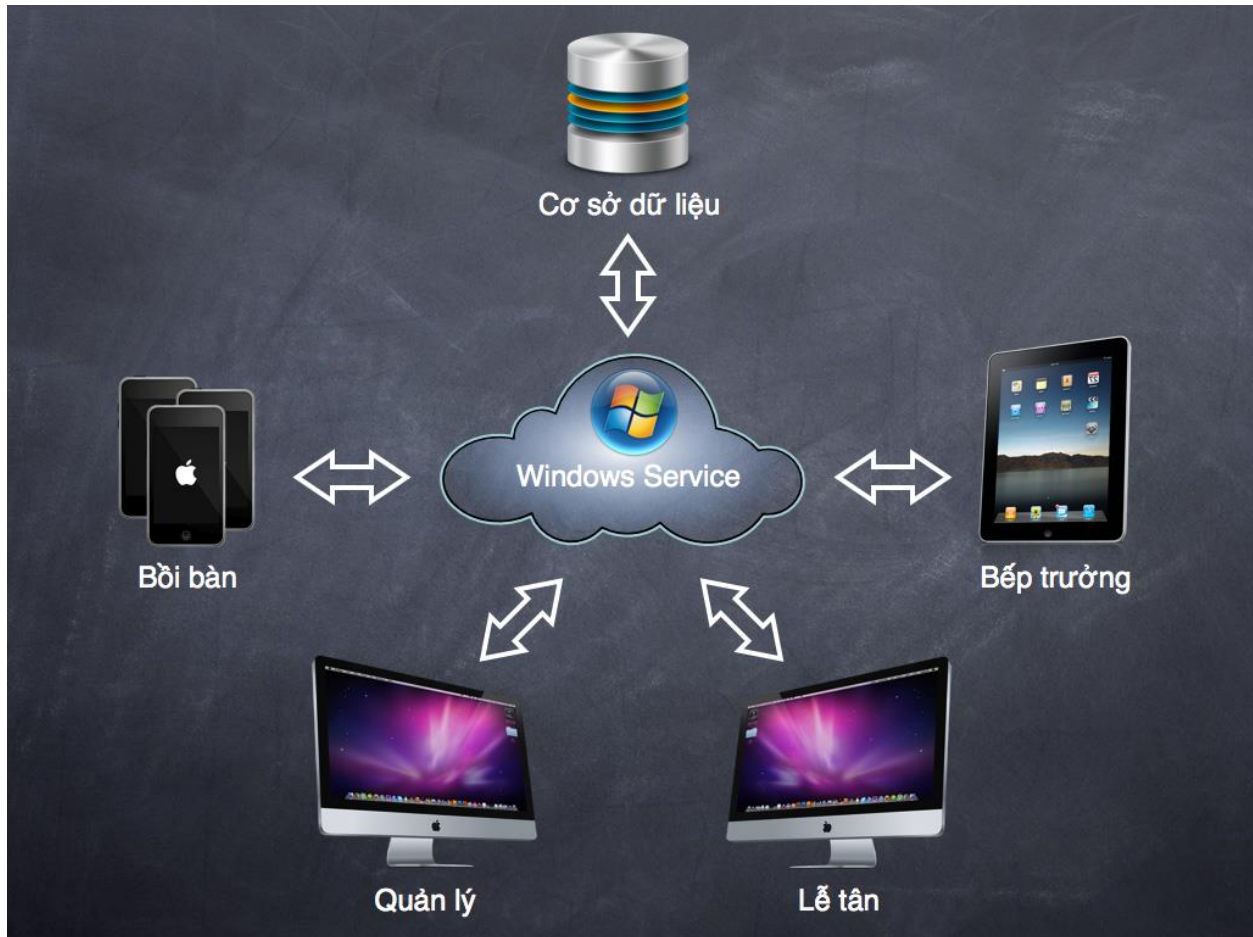 Cơ sở dữ liệu
Windows Service
Bồi bàn
Bếp trưởng
Quản lý
Lễ tân